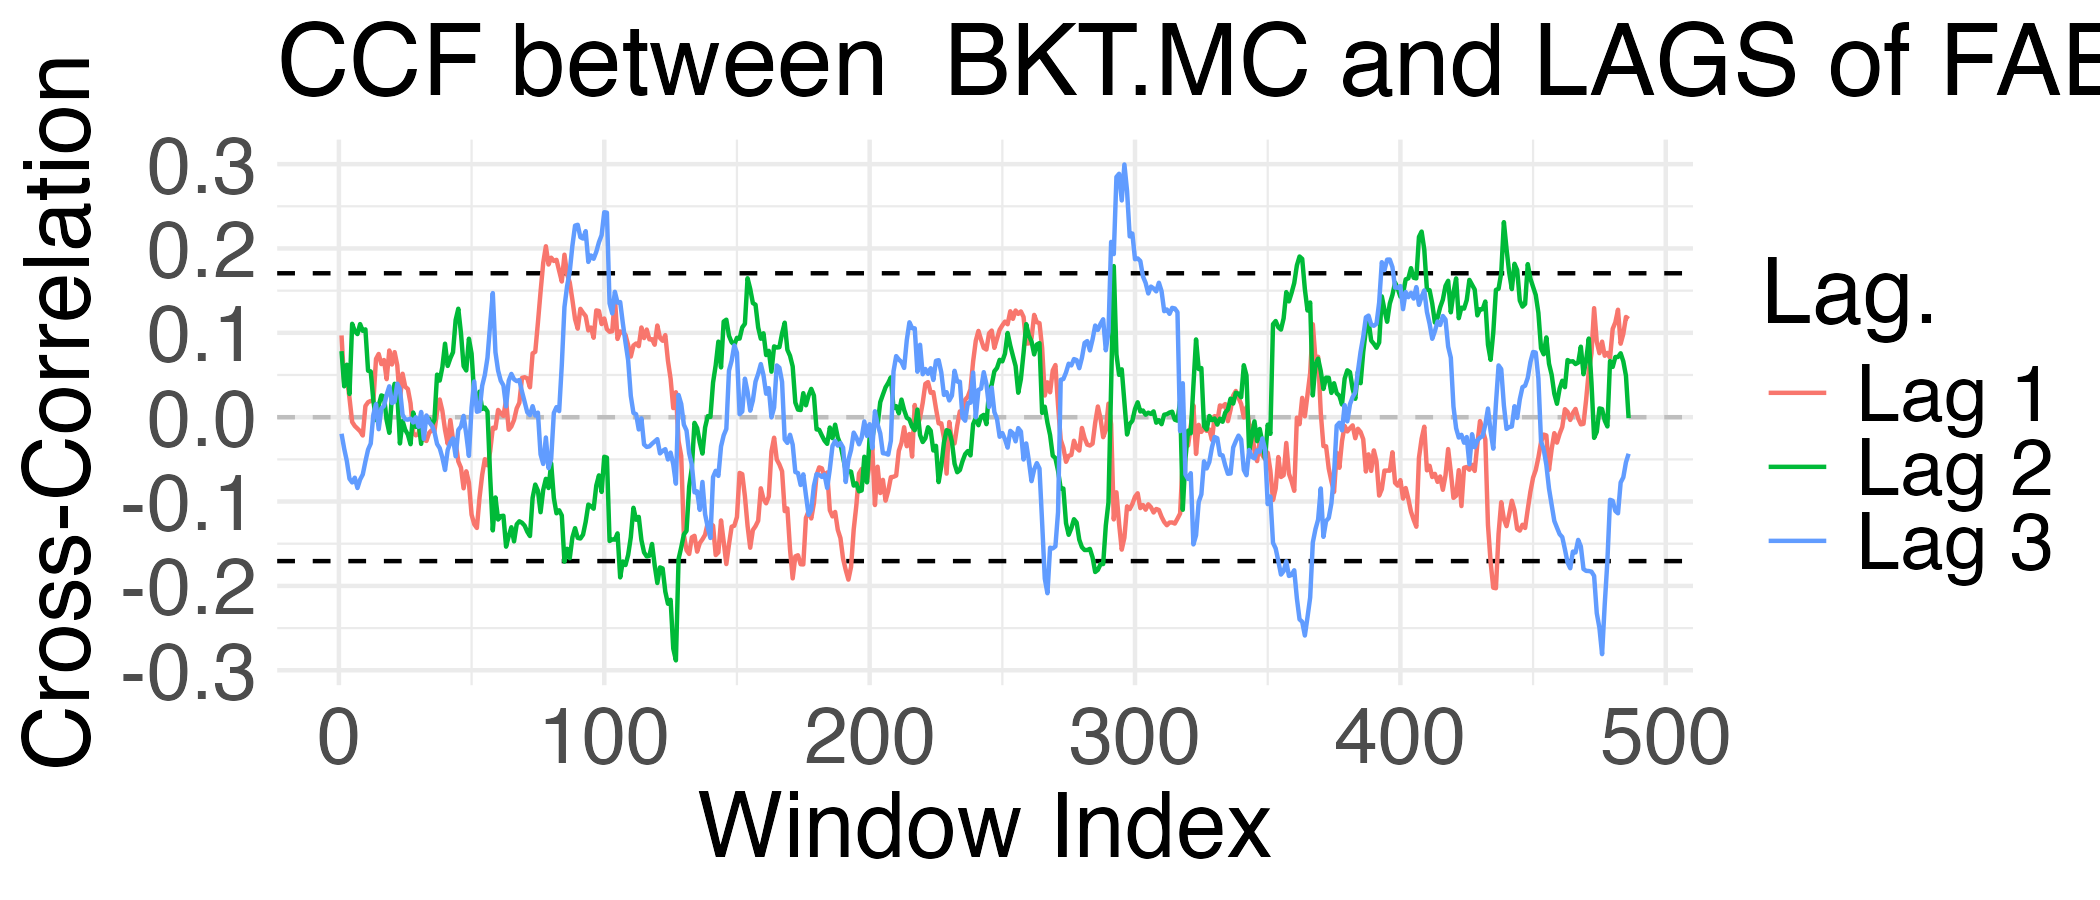 CCF between  BKT.MC and LAGS of FAE
Cross-Correlation
0.3
0.2
0.1
0.0
-0.1
-0.2
-0.3
0 100 200 300 400 500
Window Index
Lag.
Lag 1
Lag 2
Lag 3